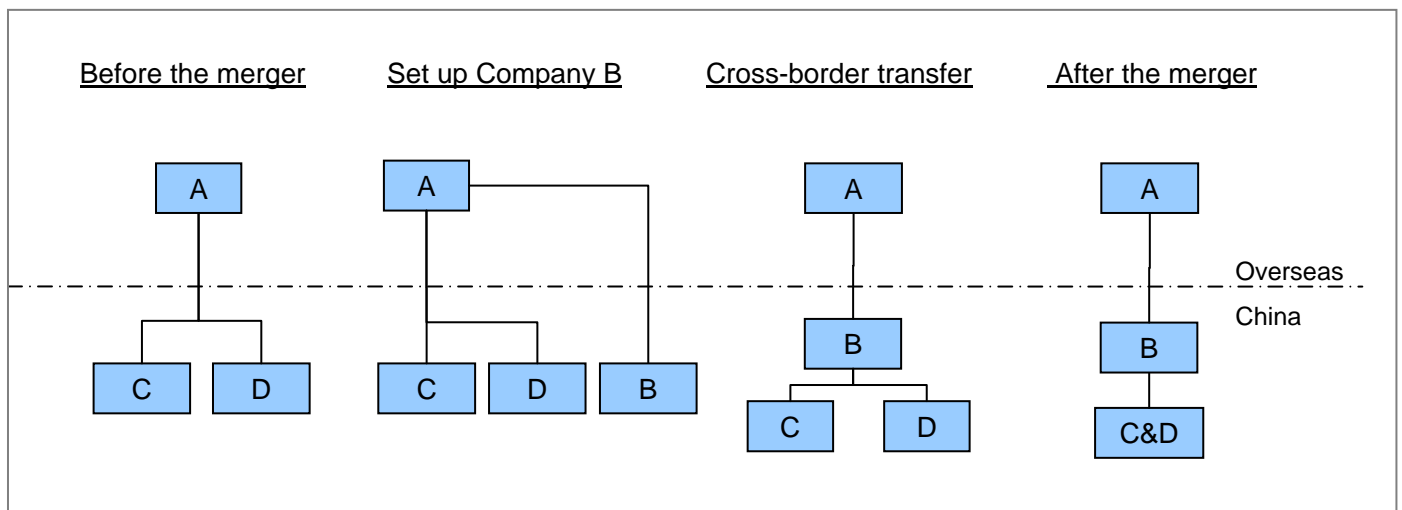 Before the merger
Set up Company B
Cross-border transfer
After the merger
A
A
A
A
Overseas
China
C
D
C
D
B
B
C
D
B
C&D